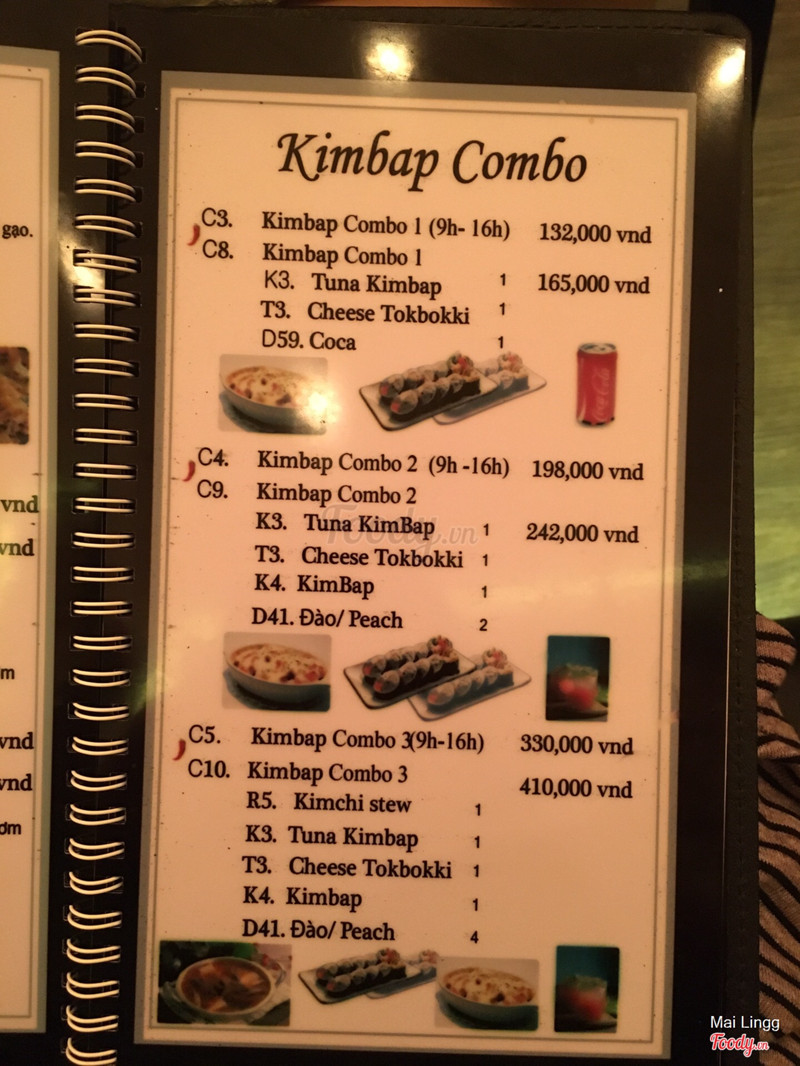 gạo.
vnd
vnd
m
vnd
vnd
ơm
Kimbap Combo
C3. Kimbap Combo 1 (9h- 16h) 132,000 vnd
C8. Kimbap Combo 1
K3. Tuna Kimbap 1 165,000 vnd
T3. Cheese Tokbokki 1
D59. Coca 1
Coca-Cola
C4. Kimbap Combo 2 (9h -16h) 198,000 vnd
C9. Kimbap Combo 2
K3. Tuna KimBap 1 242,000 vnd
Foody.vn
T3. Cheese Tokbokki 1
K4. KimBap 1
D41. Đào/ Peach 2
C5. Kimbap Combo 3(9h-16h) 330,000 vnd
C10. Kimbap Combo 3 410,000 vnd
R5. Kimchi stew 1
K3. Tuna Kimbap 1
T3. Cheese Tokbokki 1
K4. Kimbap 1
D41. Đào/ Peach 4
Mai Lingg
Foody.vn